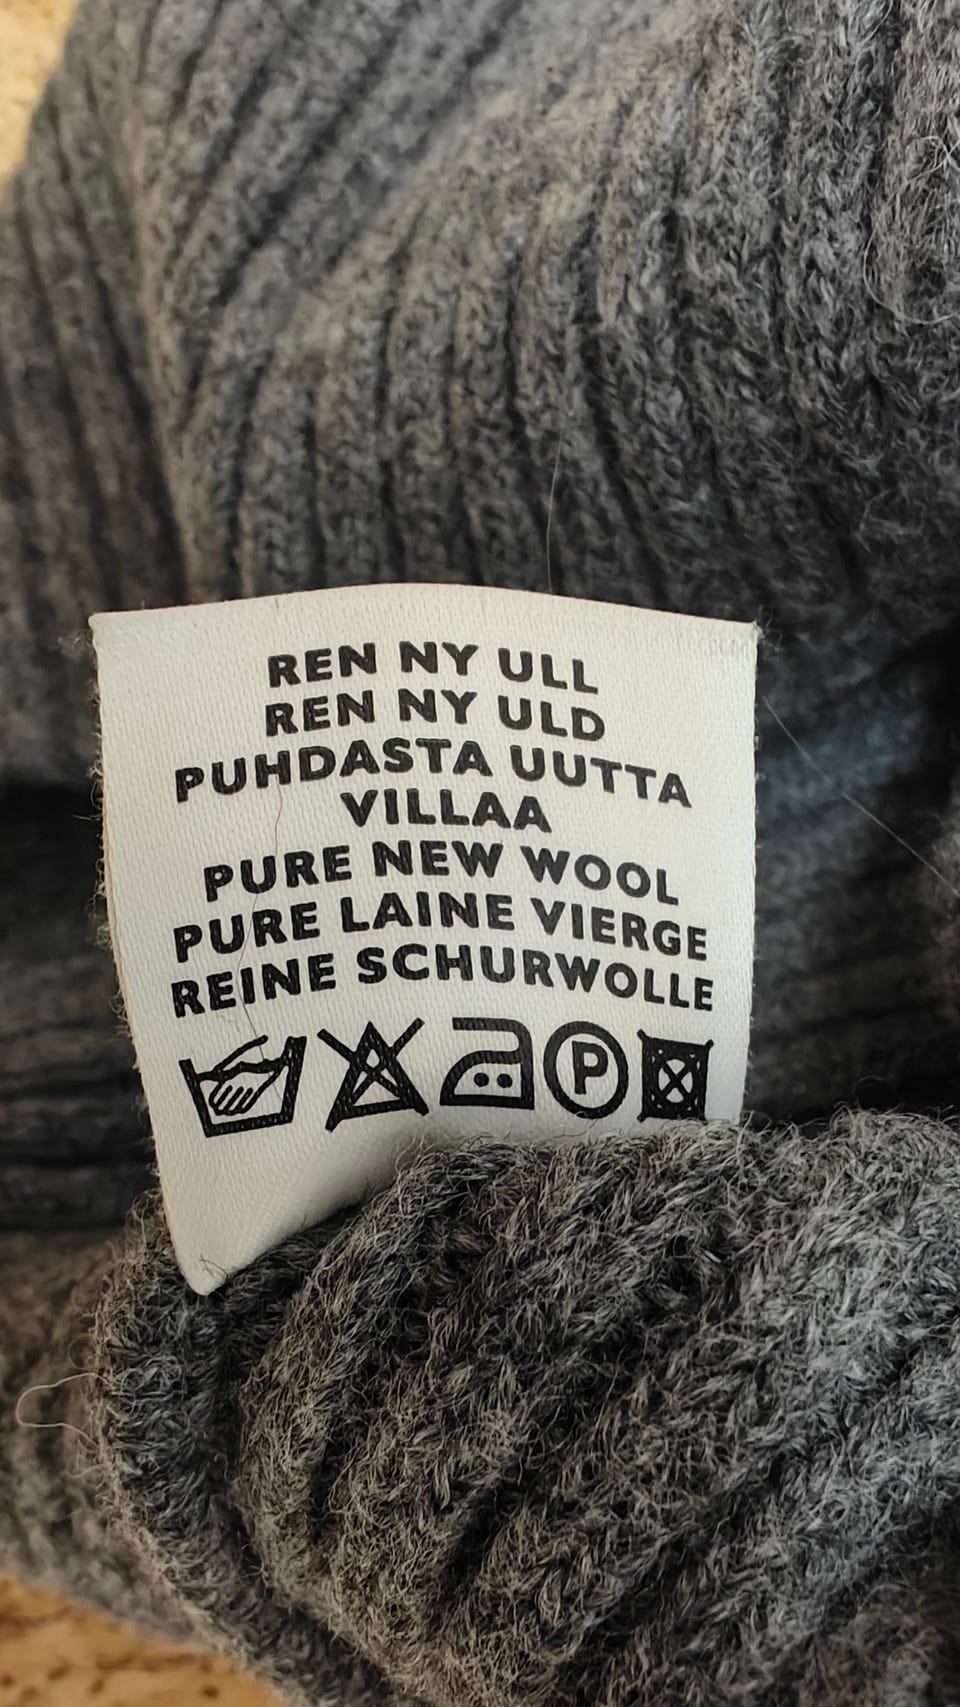 REN NY ULL
REN NY ULD
PUHDASTA UUTTA
VILLAA
PURE NEW WOOL
PURE LAINE VIERGE
REINE SCHURWOLLE
P